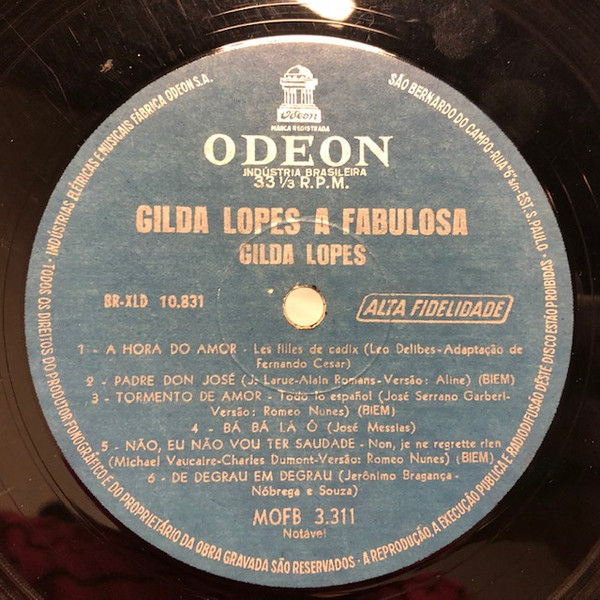 Odeon
MARCA REGISTRADA
ODEON
INDÚSTRIA BRASILEIRA
33 1/3 R.P.M.
GILDA LOPES A FABULOSA
GILDA LOPES
BR-XLD 10.831
ALTA FIDELIDADE
1 - A HORA DO AMOR - Les filles de cadix (Leo Delibes-Adaptação de
Fernando Cesar)
2 - PADRE DON JOSÉ (J. Larue-Alain Romans-Versão: Aline) (BIEM)
3 - TORMENTO DE AMOR - Todo lo español (José Serrano Garberi-
Versão: Romeo Nunes) (BIEM)
4 - BÁ BÁ LÁ Ô (José Messias)
5 - NÃO, EU NÃO VOU TER SAUDADE - Non, je ne regrette rien
(Michael Vaucaire-Charles Dumont-Versão: Romeo Nunes) (BIEM)
6 - DE DEGRAU EM DEGRAU (Jerônimo Bragança-
Nóbrega e Souza)
MOFB 3.311
Notável
INDÚSTRIAS ELÉTRICAS E MUSICAIS FÁBRICA ODEON S.A.
SÃO BERNARDO DO CAMPO-RUA "6" s/n-EST. S. PAULO
TODOS OS DIREITOS DO PRODUTOR FONOGRÁFICO E DO PROPRIETÁRIO DA OBRA GRAVADA SÃO RESERVADOS - A REPRODUÇÃO, A EXECUÇÃO PÚBLICA E RADIODIFUSÃO DESTE DISCO ESTÃO PROIBIDAS -